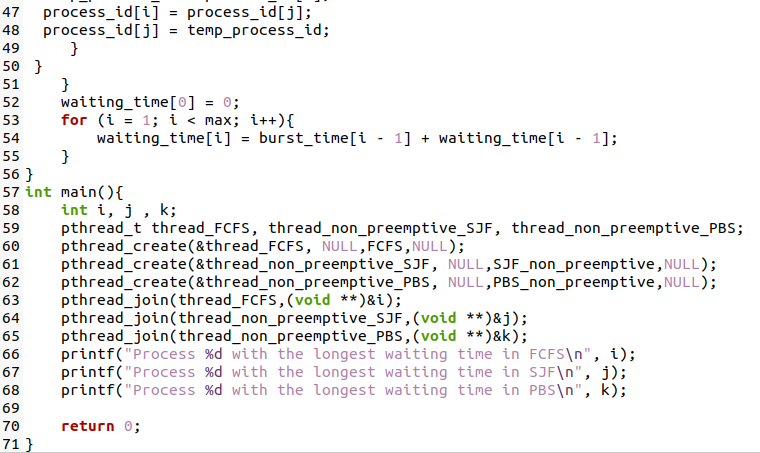 47 process_id[i] = process_id[j];
48 process_id[j] = temp_process_id;
49 }
50 }
51 }
52 waiting_time[0] = 0;
53 for (i = 1; i < max; i++){
54 waiting_time[i] = burst_time[i - 1] + waiting_time[i - 1];
55 }
56 }
57 int main(){
58 int i, j , k;
59 pthread_t thread_FCFS, thread_non_preemptive_SJF, thread_non_preemptive_PBS;
60 pthread_create(&thread_FCFS, NULL,FCFS,NULL);
61 pthread_create(&thread_non_preemptive_SJF, NULL,SJF_non_preemptive,NULL);
62 pthread_create(&thread_non_preemptive_PBS, NULL,PBS_non_preemptive,NULL);
63 pthread_join(thread_FCFS,(void **)&i);
64 pthread_join(thread_non_preemptive_SJF,(void **)&j);
65 pthread_join(thread_non_preemptive_PBS,(void **)&k);
66 printf("Process %d with the longest waiting time in FCFS\n", i);
67 printf("Process %d with the longest waiting time in SJF\n", j);
68 printf("Process %d with the longest waiting time in PBS\n", k);
69
70 return 0;
71 }